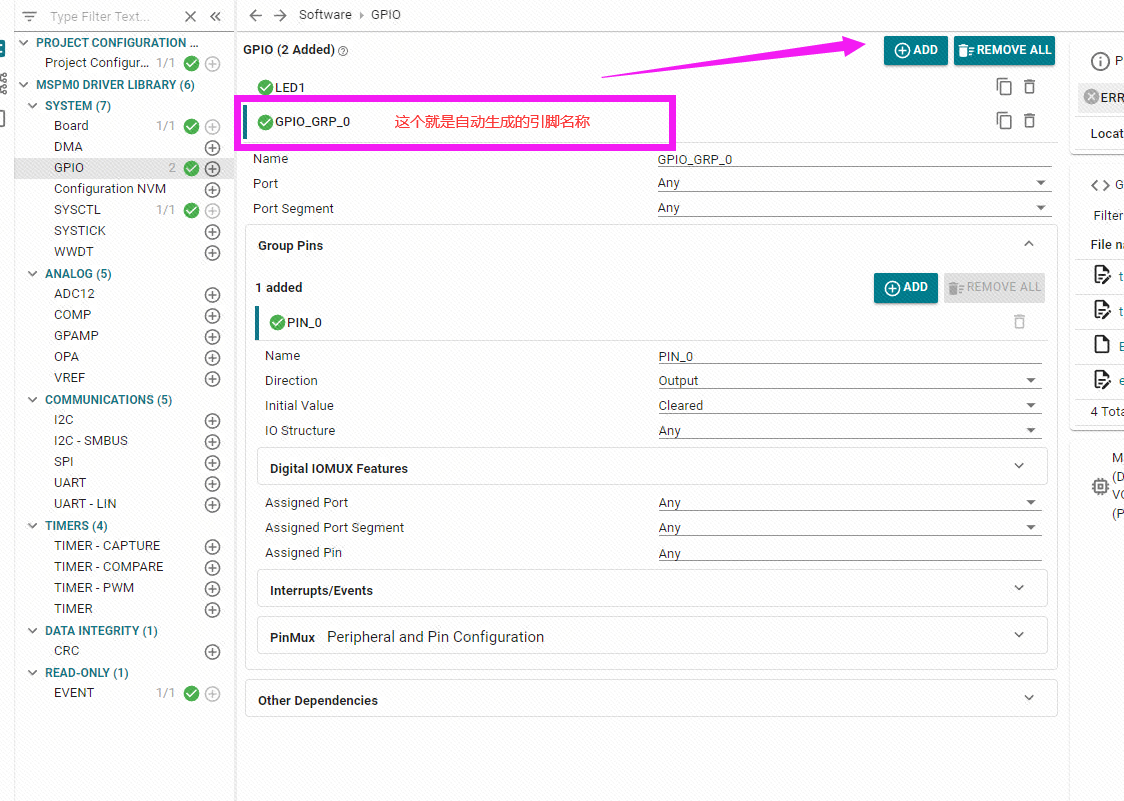 Type Filter Text...
PROJECT CONFIGURATION ...
Project Configur... 1/1
MSPM0 DRIVER LIBRARY (6)
SYSTEM (7)
Board 1/1
DMA
GPIO 2
Configuration NVM
SYSCTL 1/1
SYSTICK
WWDT
ANALOG (5)
ADC12
COMP
GPAMP
OPA
VREF
COMMUNICATIONS (5)
I2C
I2C - SMBUS
SPI
UART
UART - LIN
TIMERS (4)
TIMER - CAPTURE
TIMER - COMPARE
TIMER - PWM
TIMER
DATA INTEGRITY (1)
CRC
READ-ONLY (1)
EVENT 1/1
Software › GPIO
GPIO (2 Added)
ADD
REMOVE ALL
LED1
GPIO_GRP_0 这个就是自动生成的引脚名称
Name GPIO_GRP_0
Port Any
Port Segment Any
Group Pins
1 added
ADD
REMOVE ALL
PIN_0
Name PIN_0
Direction Output
Initial Value Cleared
IO Structure Any
Digital IOMUX Features
Assigned Port Any
Assigned Port Segment Any
Assigned Pin Any
Interrupts/Events
PinMux Peripheral and Pin Configuration
Other Dependencies
P
ERR
Locat
G
Filter
File na
t
t
E
e
4 Tota
M
(D
VC
(P